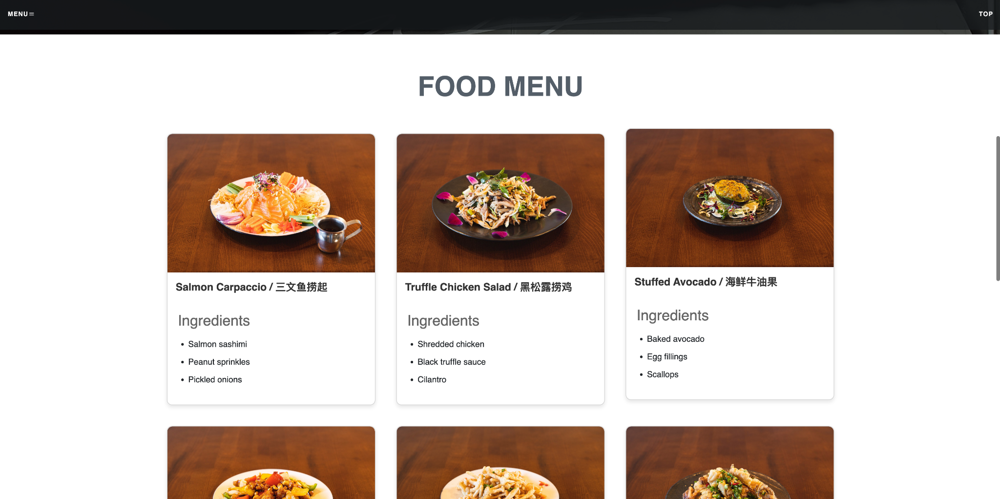 MENU
TOP
FOOD MENU
Salmon Carpaccio / 三文鱼捞起
Ingredients
Salmon sashimi
Peanut sprinkles
Pickled onions
Truffle Chicken Salad / 黑松露捞鸡
Ingredients
Shredded chicken
Black truffle sauce
Cilantro
Stuffed Avocado / 海鲜牛油果
Ingredients
Baked avocado
Egg fillings
Scallops